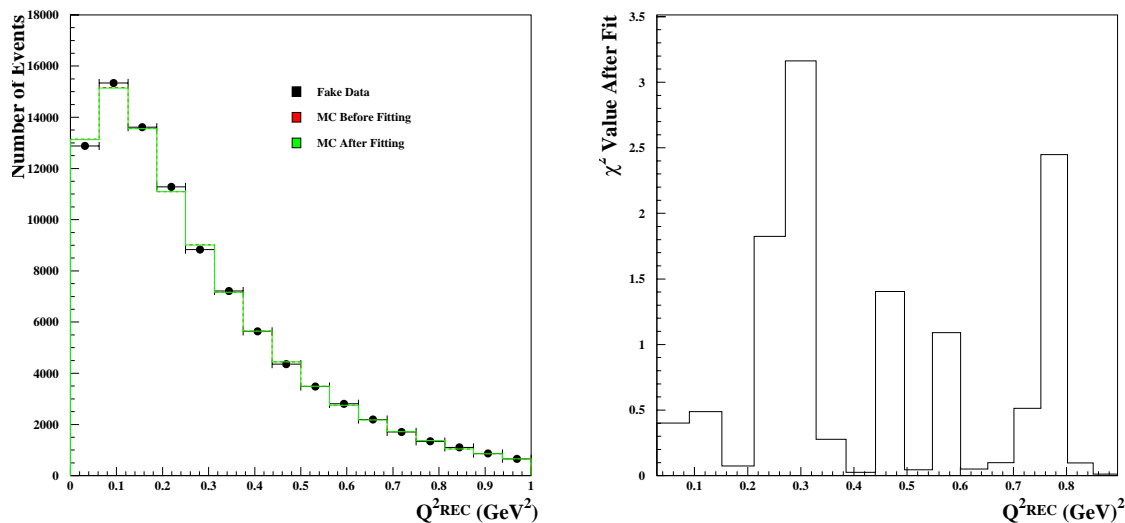 Number of Events
18000
16000
14000
12000
10000
8000
6000
4000
2000
0
Fake Data
MC Before Fitting
MC After Fitting
0 0.1 0.2 0.3 0.4 0.5 0.6 0.7 0.8 0.9 1
Q²REC (GeV²)
χ² Value After Fit
3.5
3
2.5
2
1.5
1
0.5
0
0.1 0.2 0.3 0.4 0.5 0.6 0.7 0.8
Q²REC (GeV)²